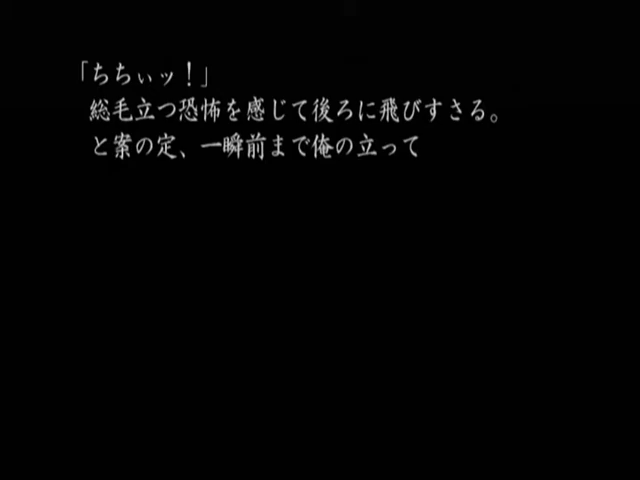 「ちちぃッ！」
総毛立つ恐怖を感じて後ろに飛びすさる。
と案の定、一瞬前まで俺の立って